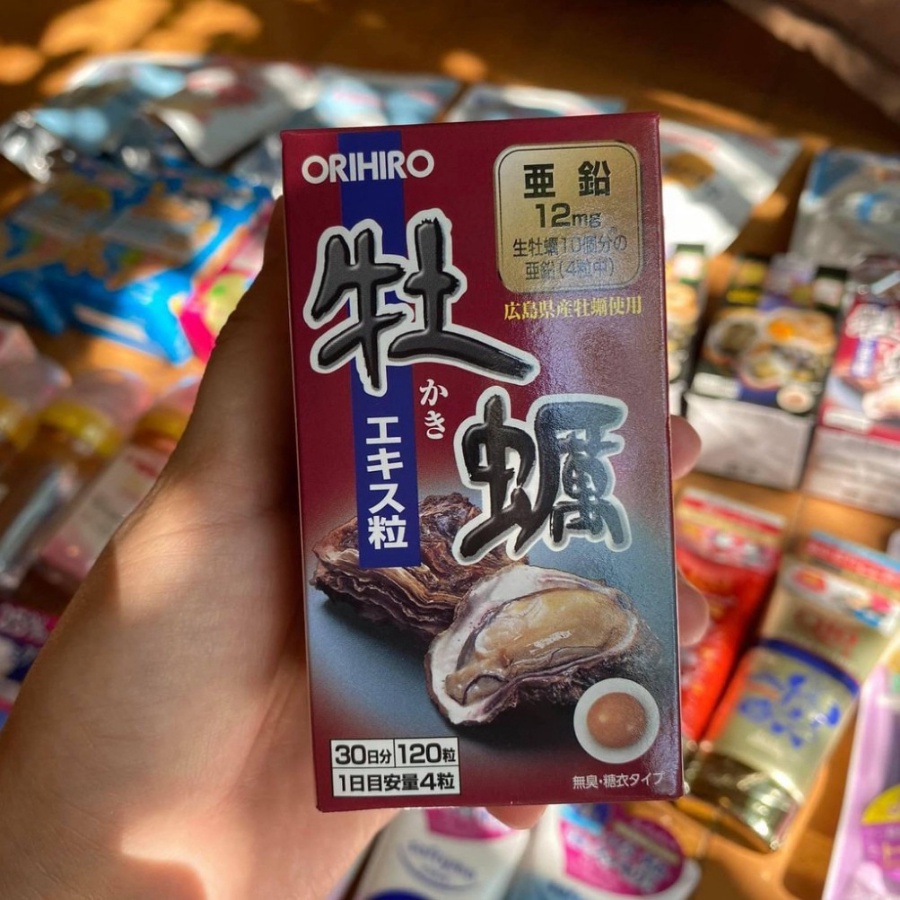 ORIHIRO
亜鉛
12mg
生牡蠣10個分の
亜鉛(4粒中)
広島県産牡蠣使用
牡蠣
かき
エキス粒
30日分 120粒
1日目安量4粒
無臭・糖衣タイプ